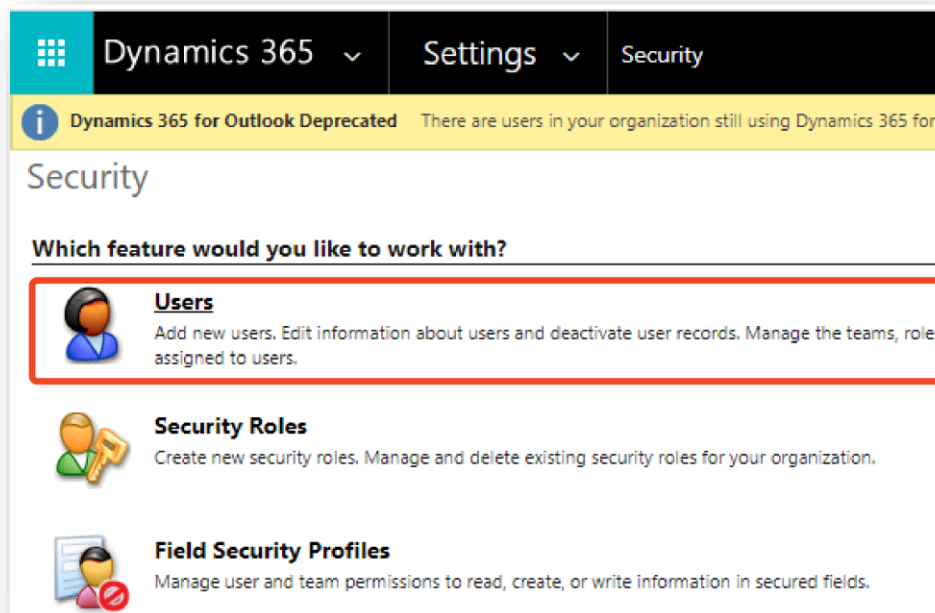 Dynamics 365
Settings
Security
Dynamics 365 for Outlook Deprecated There are users in your organization still using Dynamics 365 for
Security
Which feature would you like to work with?
Users
Add new users. Edit information about users and deactivate user records. Manage the teams, role
assigned to users.
Security Roles
Create new security roles. Manage and delete existing security roles for your organization.
Field Security Profiles
Manage user and team permissions to read, create, or write information in secured fields.